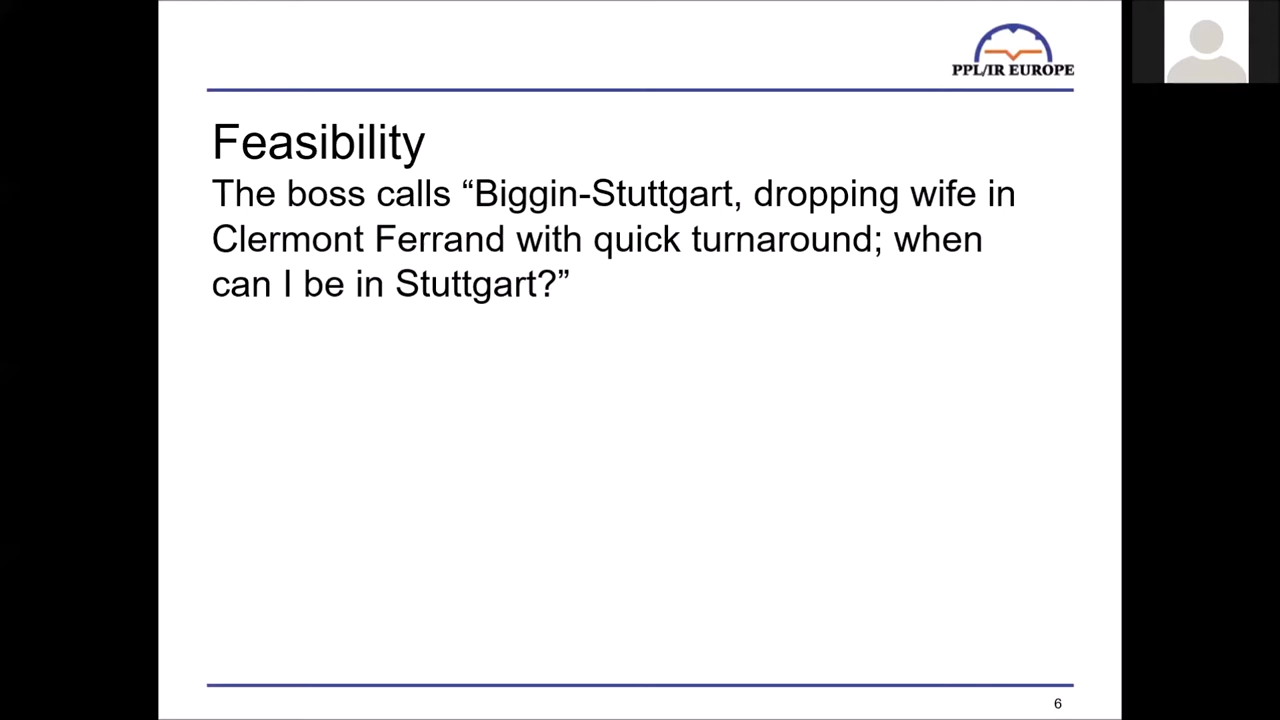 PPL/IR EUROPE
Feasibility
The boss calls “Biggin-Stuttgart, dropping wife in
Clermont Ferrand with quick turnaround; when
can I be in Stuttgart?”
6